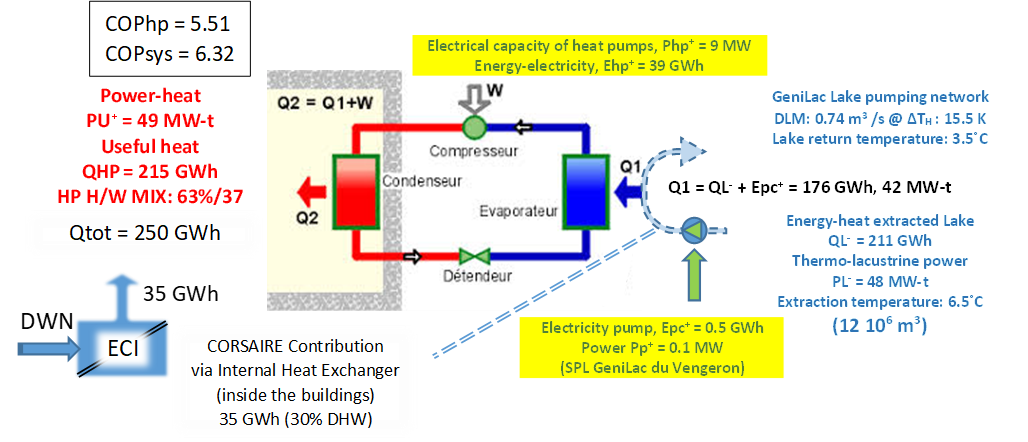 COPhp = 5.51
COPsys = 6.32
Power-heat
PU⁺ = 49 MW-t
Useful heat
QHP = 215 GWh
HP H/W MIX: 63%/37
Qtot = 250 GWh
35 GWh
DWN
ECI
CORSAIRE Contribution
via Internal Heat Exchanger
(inside the buildings)
35 GWh (30% DHW)
Electrical capacity of heat pumps, Php⁺ = 9 MW
Energy-electricity, Ehp⁺ = 39 GWh
Q2 = Q1+W
W
Compresseur
Condenseur
Q2
Evaporateur
Q1
Détendeur
GeniLac Lake pumping network
DLM: 0.74 m³ /s @ ΔTH : 15.5 K
Lake return temperature: 3.5°C
Q1 = QL⁻ + Epc⁺ = 176 GWh, 42 MW-t
Energy-heat extracted Lake
QL⁻ = 211 GWh
Thermo-lacustrine power
PL⁻ = 48 MW-t
Extraction temperature: 6.5°C
(12 10⁶ m³)
Electricity pump, Epc⁺ = 0.5 GWh
Power Pp⁺ = 0.1 MW
(SPL GeniLac du Vengeron)